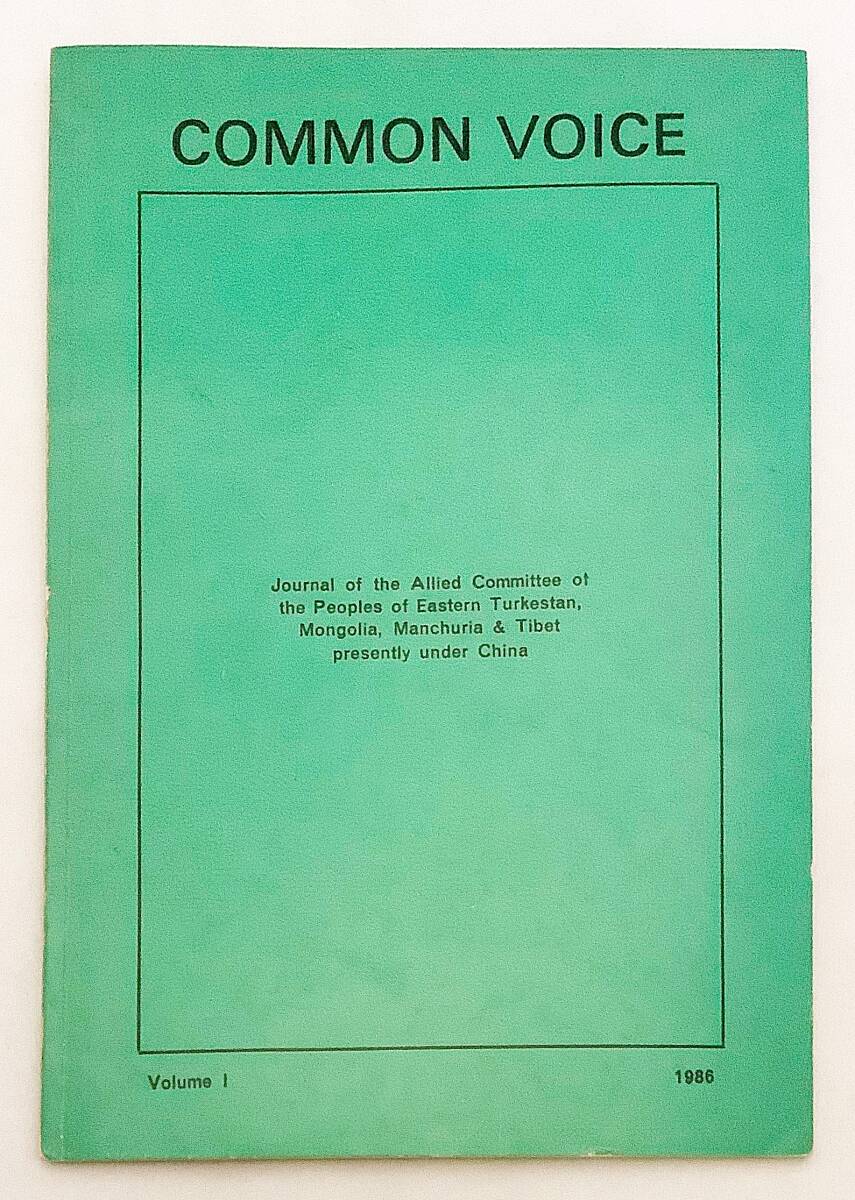 COMMON VOICE
Journal of the Allied Committee of
the Peoples of Eastern Turkestan,
Mongolia, Manchuria & Tibet
presently under China
Volume I
1986